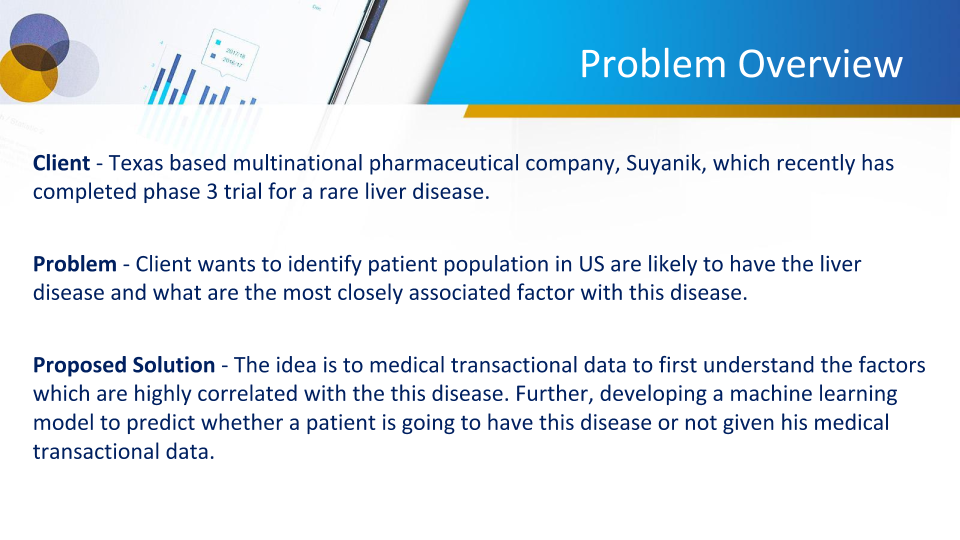 2017/18
2016/17
Problem Overview
Client - Texas based multinational pharmaceutical company, Suyanik, which recently has
completed phase 3 trial for a rare liver disease.
Problem - Client wants to identify patient population in US are likely to have the liver
disease and what are the most closely associated factor with this disease.
Proposed Solution - The idea is to medical transactional data to first understand the factors
which are highly correlated with the this disease. Further, developing a machine learning
model to predict whether a patient is going to have this disease or not given his medical
transactional data.